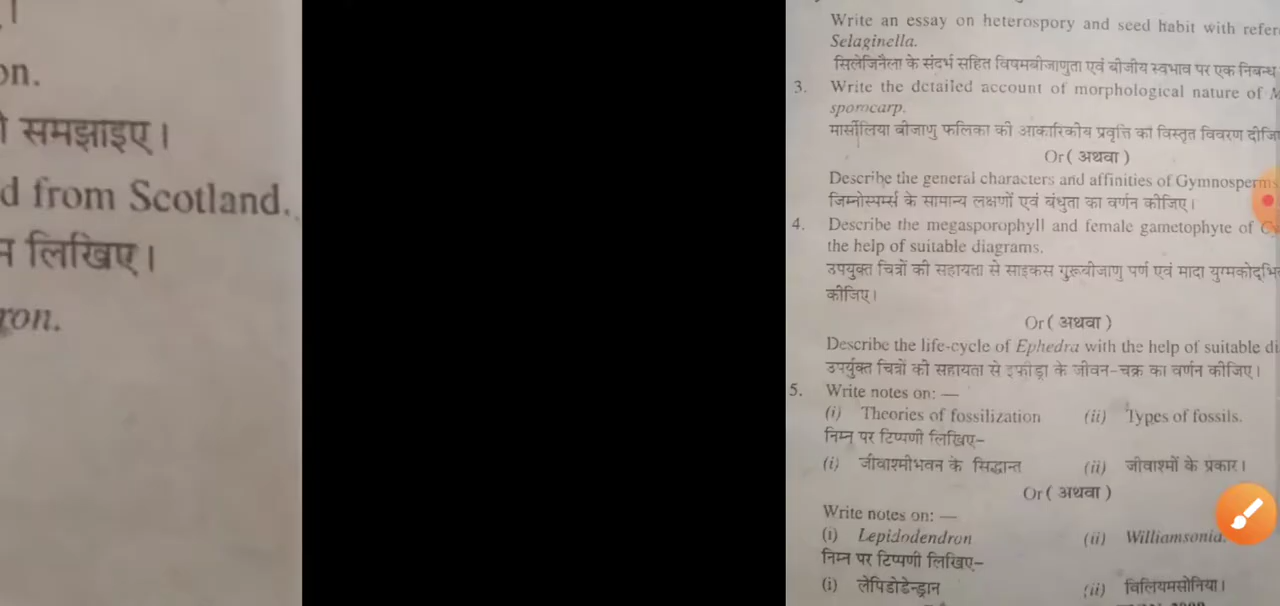 on.
समझाइए।
d from Scotland.
लिखिए।
ron.
Write an essay on heterospory and seed habit with refer
Selaginella.
सिलेजिनैला के संदर्भ सहित विषमबीजाणुता एवं बीजीय स्वभाव पर एक निबन्ध
3. Write the detailed account of morphological nature of M
sporocarp.
मार्सीलिया बीजाणु फलिका की आकारिकीय प्रवृत्ति का विस्तृत विवरण दीजि
Or ( अथवा )
Describe the general characters and affinities of Gymnosperms
जिम्नोस्पर्म्स के सामान्य लक्षणों एवं बंधुता का वर्णन कीजिए।
4. Describe the megasporophyll and female gametophyte of Cy
the help of suitable diagrams.
उपयुक्त चित्रों की सहायता से साइकस गुरूबीजाणु पर्ण एवं मादा युग्मकोद्भि
कीजिए।
Or ( अथवा )
Describe the life-cycle of Ephedra with the help of suitable di
उपर्युक्त चित्रों की सहायता से इफीड्रा के जीवन-चक्र का वर्णन कीजिए।
5. Write notes on: —
(i) Theories of fossilization (ii) Types of fossils.
निम्न पर टिप्पणी लिखिए–
(i) जीवाश्मीभवन के सिद्धान्त (ii) जीवाश्मों के प्रकार।
Or ( अथवा )
Write notes on: —
(i) Lepidodendron (ii) Williamsonia.
निम्न पर टिप्पणी लिखिए–
(i) लेपिडोडेन्ड्रान (ii) विलियमसोनिया।